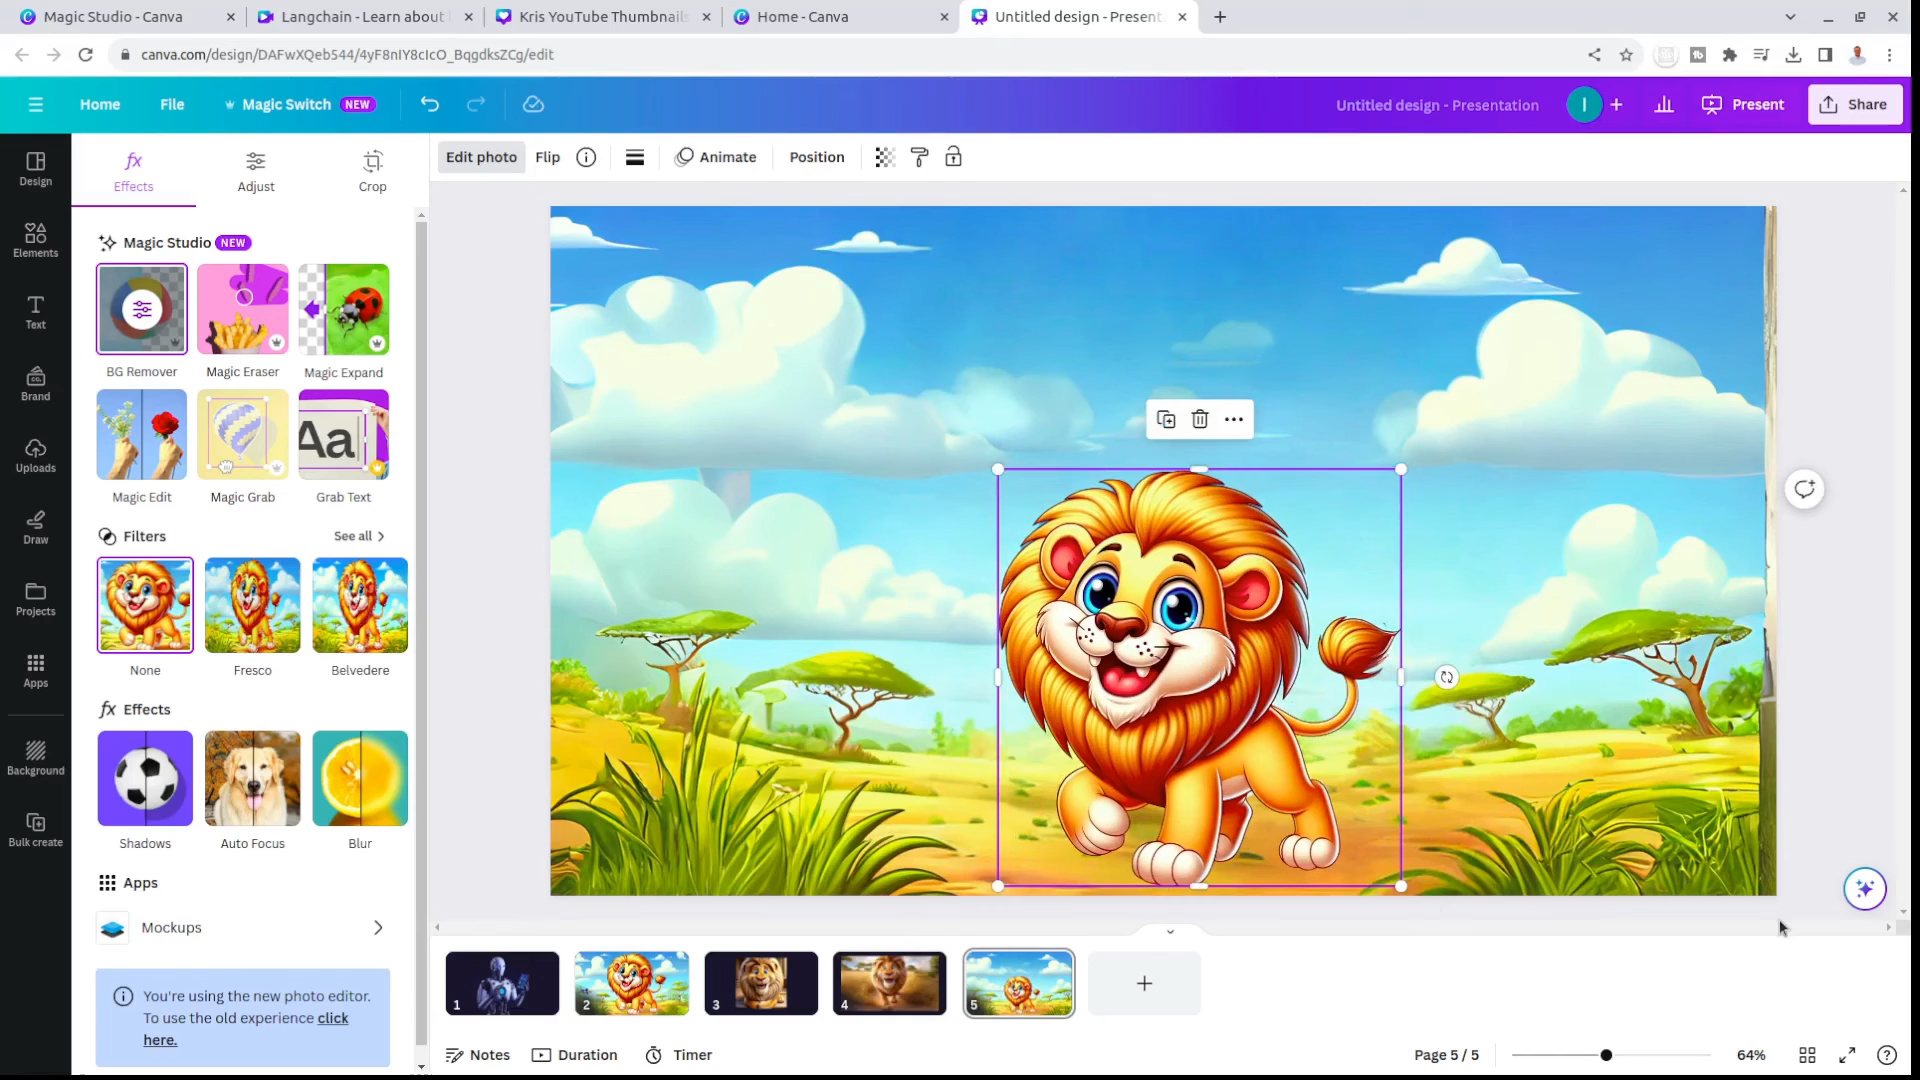 Magic Studio - Canva
Langchain - Learn about
Kris YouTube Thumbnails
Home - Canva
Untitled design - Present
canva.com/design/DAFwXQeb544/4yF8nIY8cIcO_BqgdksZCg/edit
Home
File
Magic Switch
NEW
Untitled design - Presentation
I
Present
Share
Design
Elements
Text
Brand
Uploads
Draw
Projects
Apps
Background
Bulk create
Effects
Adjust
Crop
Edit photo
Flip
Animate
Position
Magic Studio
NEW
BG Remover
Magic Eraser
Magic Expand
Aa
Magic Edit
Magic Grab
Grab Text
Filters
See all
None
Fresco
Belvedere
fx Effects
Shadows
Auto Focus
Blur
Apps
Mockups
You're using the new photo editor.
To use the old experience click
here.
1
2
3
4
5
Notes
Duration
Timer
Page 5 / 5
64%